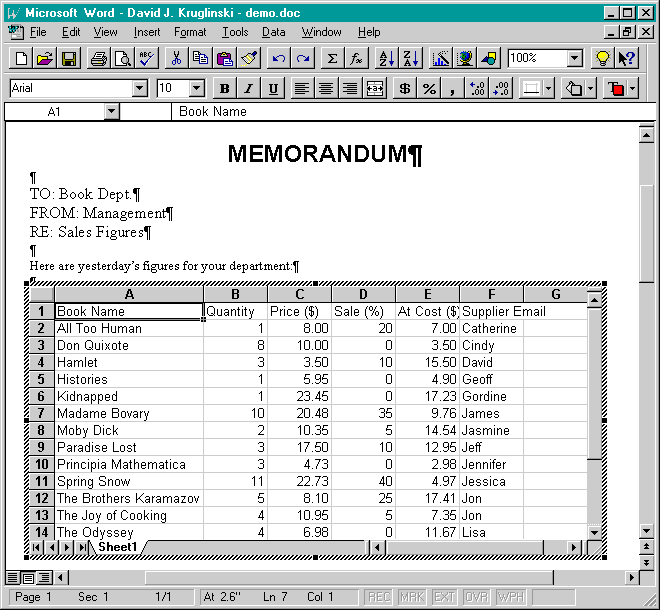 Microsoft Word - David J. Kruglinski - demo.doc
File Edit View Insert Format Tools Data Window Help
Σ fx 100%
Arial 10 B I U $ % , +.0 .00 .00 +.0
A1 Book Name
MEMORANDUM¶
¶
TO: Book Dept.¶
FROM: Management¶
RE: Sales Figures¶
¶
Here are yesterday's figures for your department:¶
¶
A B C D E F G
1 Book Name Quantity Price ($) Sale (%) At Cost ($) Supplier Email
2 All Too Human 1 8.00 20 7.00 Catherine
3 Don Quixote 8 10.00 0 3.50 Cindy
4 Hamlet 3 3.50 10 15.50 David
5 Histories 1 5.95 0 4.90 Geoff
6 Kidnapped 1 23.45 0 17.23 Gordine
7 Madame Bovary 10 20.48 35 9.76 James
8 Moby Dick 2 10.35 5 14.54 Jasmine
9 Paradise Lost 3 17.50 10 12.95 Jeff
10 Principia Mathematica 3 4.73 0 2.98 Jennifer
11 Spring Snow 11 22.73 40 4.97 Jessica
12 The Brothers Karamazov 5 8.10 25 17.41 Jon
13 The Joy of Cooking 4 10.95 5 7.35 Jon
14 The Odyssey 4 6.98 0 11.67 Lisa
Sheet1
Page 1 Sec 1 1/1 At 2.6" Ln 7 Col 1 REC MRK EXT OVR WPH